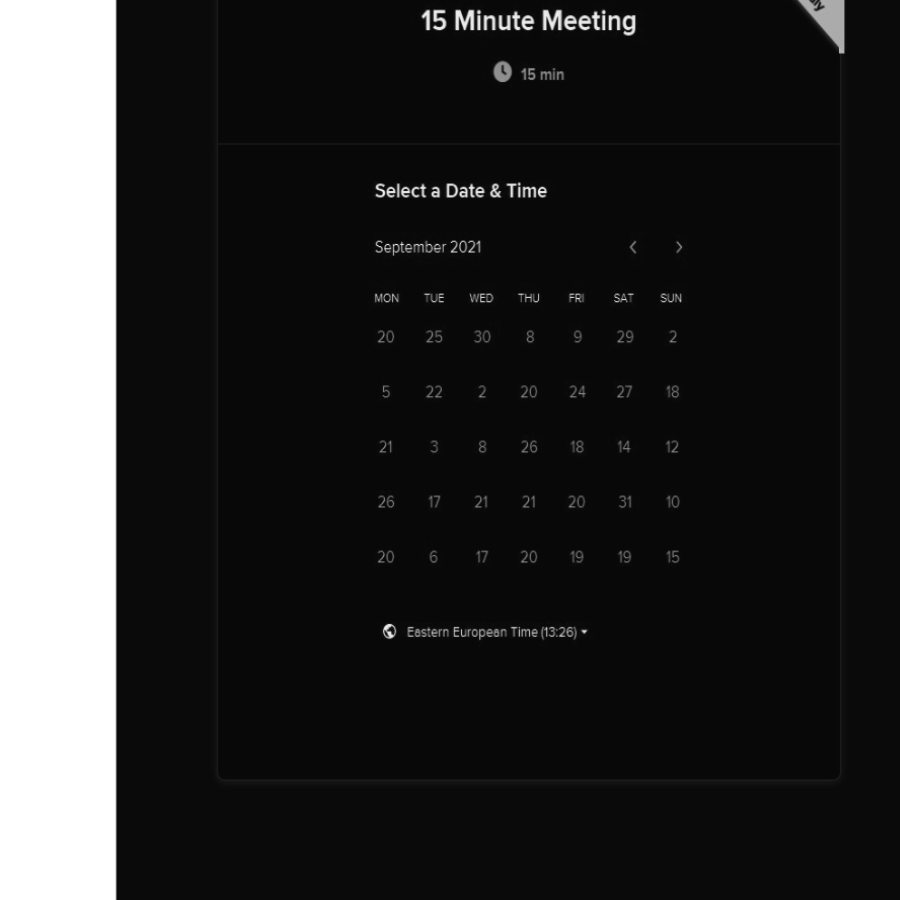 15 Minute Meeting
15 min
Select a Date & Time
September 2021
MON TUE WED THU FRI SAT SUN
20 25 30 8 9 29 2
5 22 2 20 24 27 18
21 3 8 26 18 14 12
26 17 21 21 20 31 10
20 6 17 20 19 19 15
Eastern European Time (13:26)